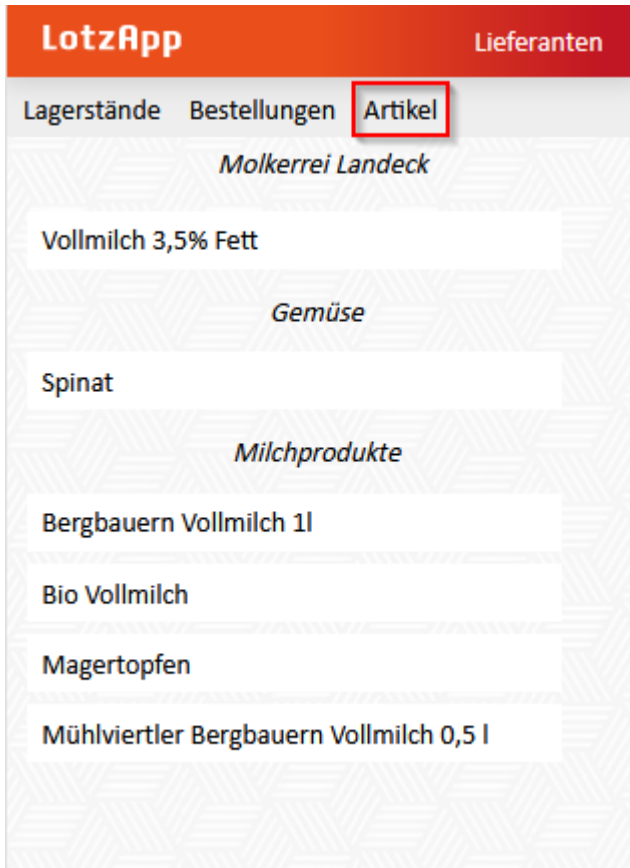 LotzApp
Lieferanten
Lagerstände Bestellungen Artikel
Molkerrei Landeck
Vollmilch 3,5% Fett
Gemüse
Spinat
Milchprodukte
Bergbauern Vollmilch 1l
Bio Vollmilch
Magertopfen
Mühlviertler Bergbauern Vollmilch 0,5 l